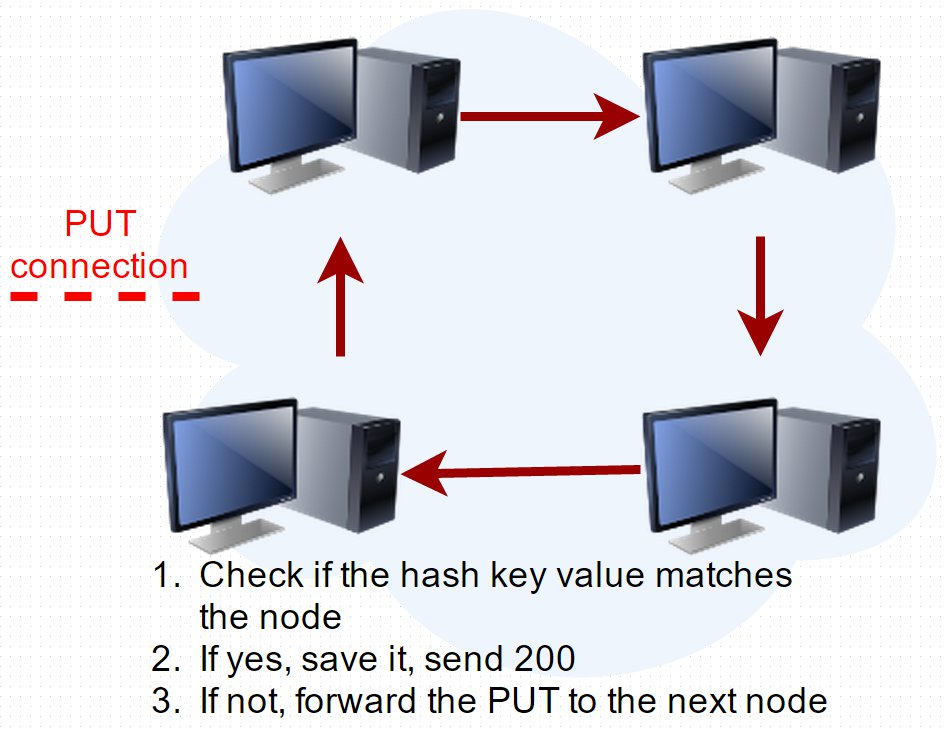 PUT
connection
1. Check if the hash key value matches
the node
2. If yes, save it, send 200
3. If not, forward the PUT to the next node